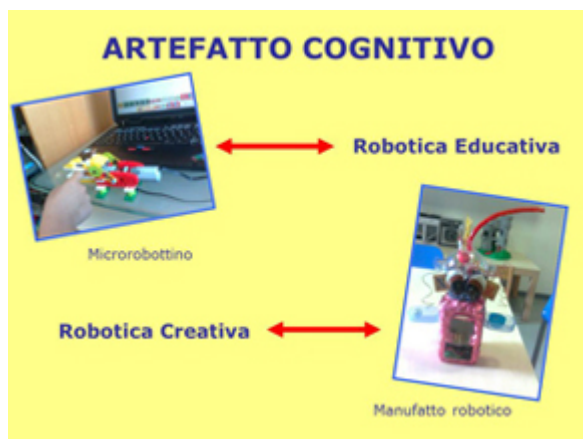 ARTEFATTO COGNITIVO
Robotica Educativa
Microrobottino
Robotica Creativa
Manufatto robotico